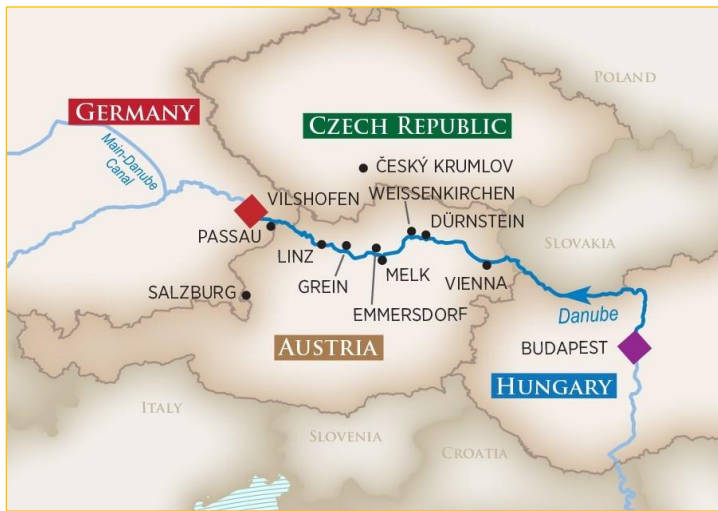 POLAND
GERMANY
CZECH REPUBLIC
Main-Danube
Canal
ČESKÝ KRUMLOV
WEISSENKIRCHEN
VILSHOFEN
DÜRNSTEIN
PASSAU
SLOVAKIA
LINZ
MELK
VIENNA
GREIN
SALZBURG
EMMERSDORF
Danube
AUSTRIA
BUDAPEST
HUNGARY
ITALY
SLOVENIA
CROATIA